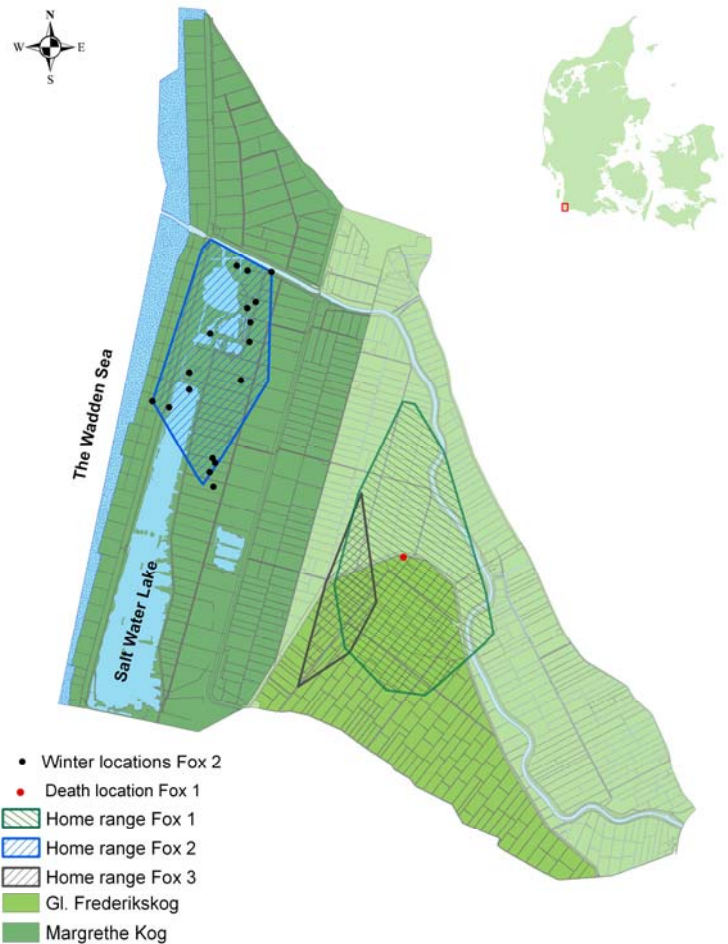 N
W E
S
The Wadden Sea
Salt Water Lake
Winter locations Fox 2
Death location Fox 1
Home range Fox 1
Home range Fox 2
Home range Fox 3
Gl. Frederikskog
Margrethe Kog